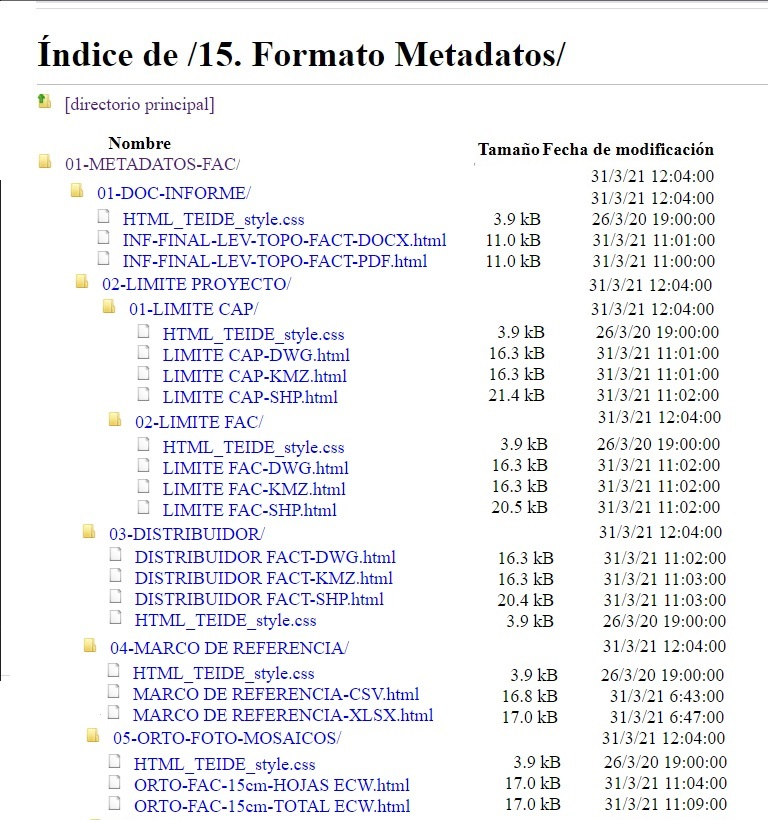 Índice de /15. Formato Metadatos/
[directorio principal]
Nombre Tamaño Fecha de modificación
01-METADATOS-FAC/ 31/3/21 12:04:00
01-DOC-INFORME/ 31/3/21 12:04:00
HTML_TEIDE_style.css 3.9 kB 26/3/20 19:00:00
INF-FINAL-LEV-TOPO-FACT-DOCX.html 11.0 kB 31/3/21 11:01:00
INF-FINAL-LEV-TOPO-FACT-PDF.html 11.0 kB 31/3/21 11:00:00
02-LIMITE PROYECTO/ 31/3/21 12:04:00
01-LIMITE CAP/ 31/3/21 12:04:00
HTML_TEIDE_style.css 3.9 kB 26/3/20 19:00:00
LIMITE CAP-DWG.html 16.3 kB 31/3/21 11:01:00
LIMITE CAP-KMZ.html 16.3 kB 31/3/21 11:01:00
LIMITE CAP-SHP.html 21.4 kB 31/3/21 11:02:00
02-LIMITE FAC/ 31/3/21 12:04:00
HTML_TEIDE_style.css 3.9 kB 26/3/20 19:00:00
LIMITE FAC-DWG.html 16.3 kB 31/3/21 11:02:00
LIMITE FAC-KMZ.html 16.3 kB 31/3/21 11:02:00
LIMITE FAC-SHP.html 20.5 kB 31/3/21 11:02:00
03-DISTRIBUIDOR/ 31/3/21 12:04:00
DISTRIBUIDOR FACT-DWG.html 16.3 kB 31/3/21 11:02:00
DISTRIBUIDOR FACT-KMZ.html 16.3 kB 31/3/21 11:03:00
DISTRIBUIDOR FACT-SHP.html 20.4 kB 31/3/21 11:03:00
HTML_TEIDE_style.css 3.9 kB 26/3/20 19:00:00
04-MARCO DE REFERENCIA/ 31/3/21 12:04:00
HTML_TEIDE_style.css 3.9 kB 26/3/20 19:00:00
MARCO DE REFERENCIA-CSV.html 16.8 kB 31/3/21 6:43:00
MARCO DE REFERENCIA-XLSX.html 17.0 kB 31/3/21 6:47:00
05-ORTO-FOTO-MOSAICOS/ 31/3/21 12:04:00
HTML_TEIDE_style.css 3.9 kB 26/3/20 19:00:00
ORTO-FAC-15cm-HOJAS ECW.html 17.0 kB 31/3/21 11:04:00
ORTO-FAC-15cm-TOTAL ECW.html 17.0 kB 31/3/21 11:09:00